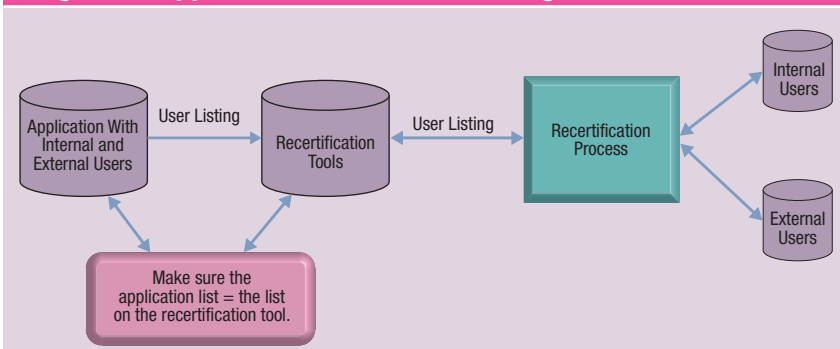 Application With
Internal and
External Users
User Listing
Recertification
Tools
User Listing
Recertification
Process
Internal
Users
External
Users
Make sure the
application list = the list
on the recertification tool.